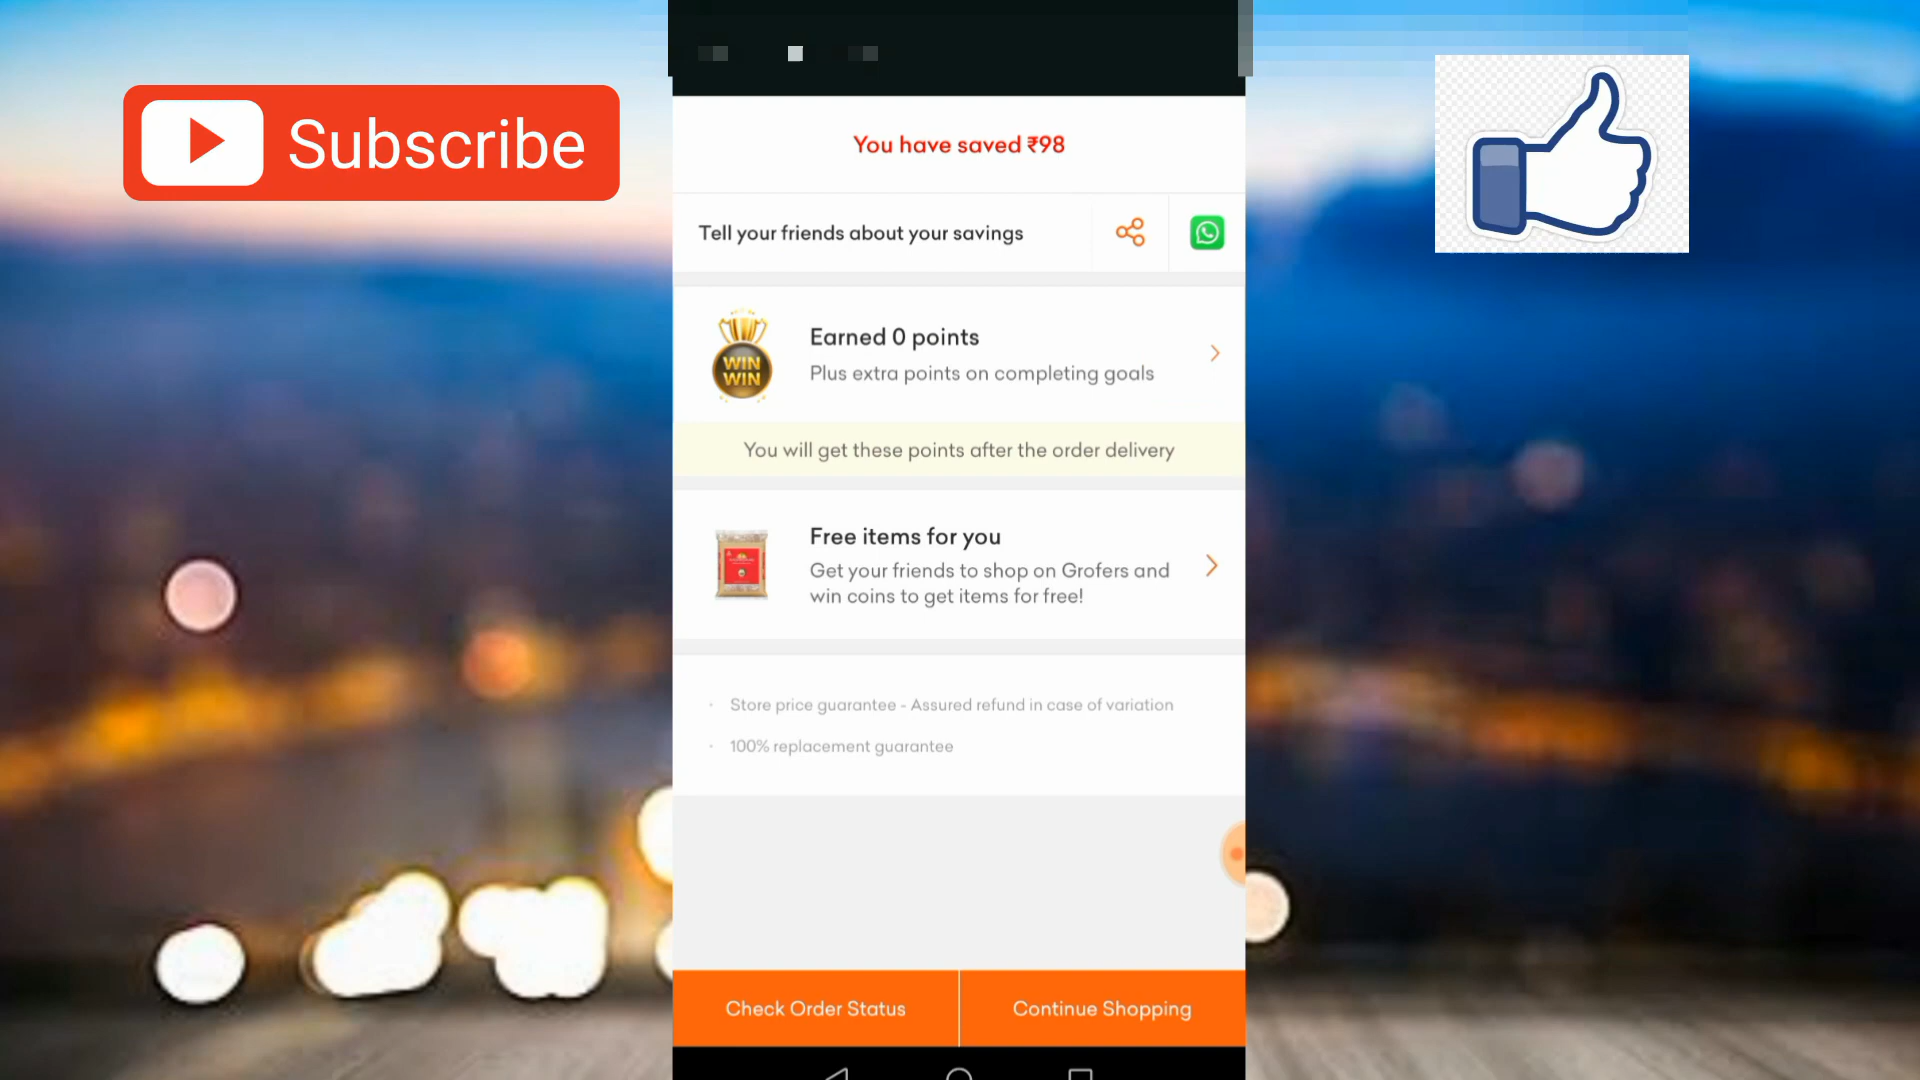 Subscribe
You have saved ₹98
Tell your friends about your savings
WIN
WIN
Earned 0 points
Plus extra points on completing goals
You will get these points after the order delivery
Free items for you
Get your friends to shop on Grofers and
win coins to get items for free!
Store price guarantee - Assured refund in case of variation
100% replacement guarantee
Check Order Status
Continue Shopping